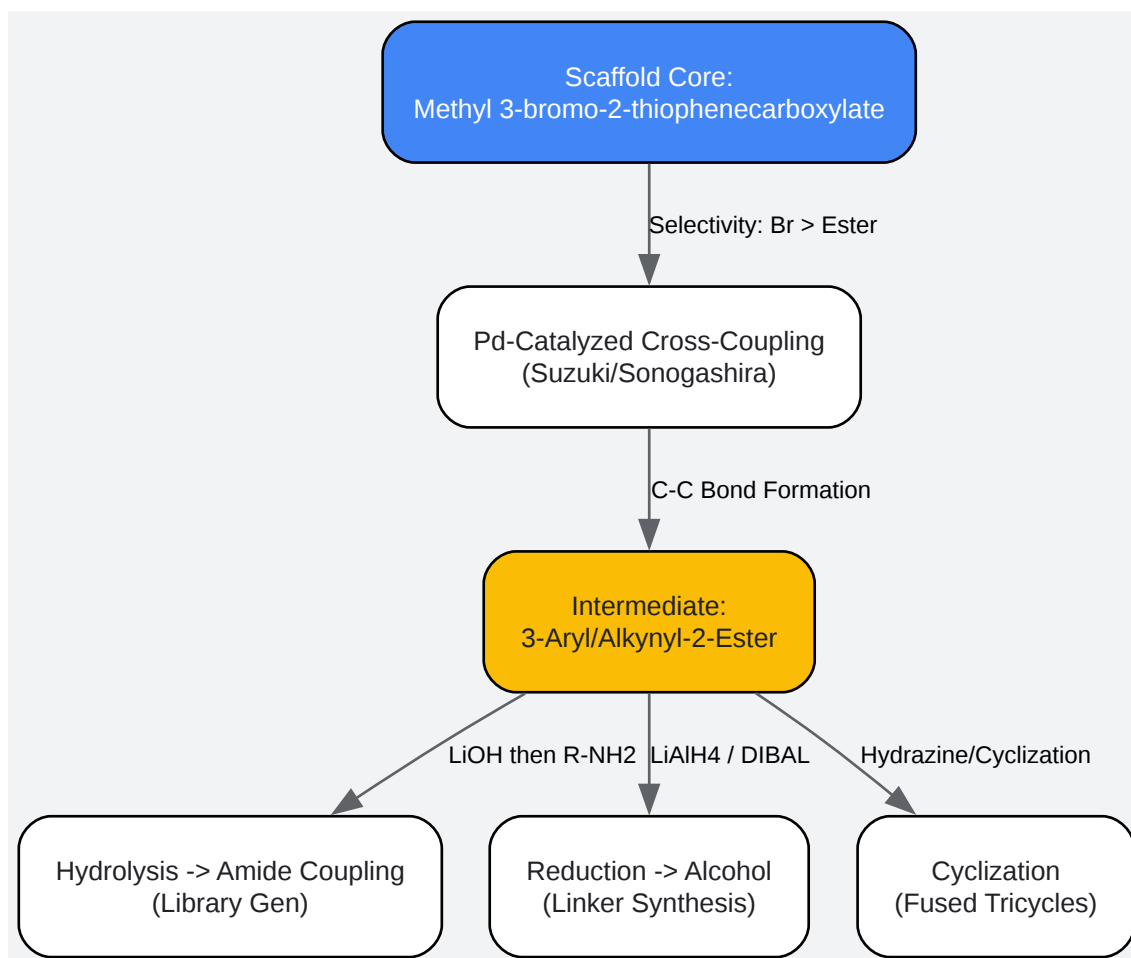 Scaffold Core:
Methyl 3-bromo-2-thiophenecarboxylate
Selectivity: Br > Ester
Pd-Catalyzed Cross-Coupling
(Suzuki/Sonogashira)
C-C Bond Formation
Intermediate:
3-Aryl/Alkynyl-2-Ester
LiOH then R-NH2
LiAlH4 / DIBAL
Hydrazine/Cyclization
Hydrolysis -> Amide Coupling
(Library Gen)
Reduction -> Alcohol
(Linker Synthesis)
Cyclization
(Fused Tricycles)